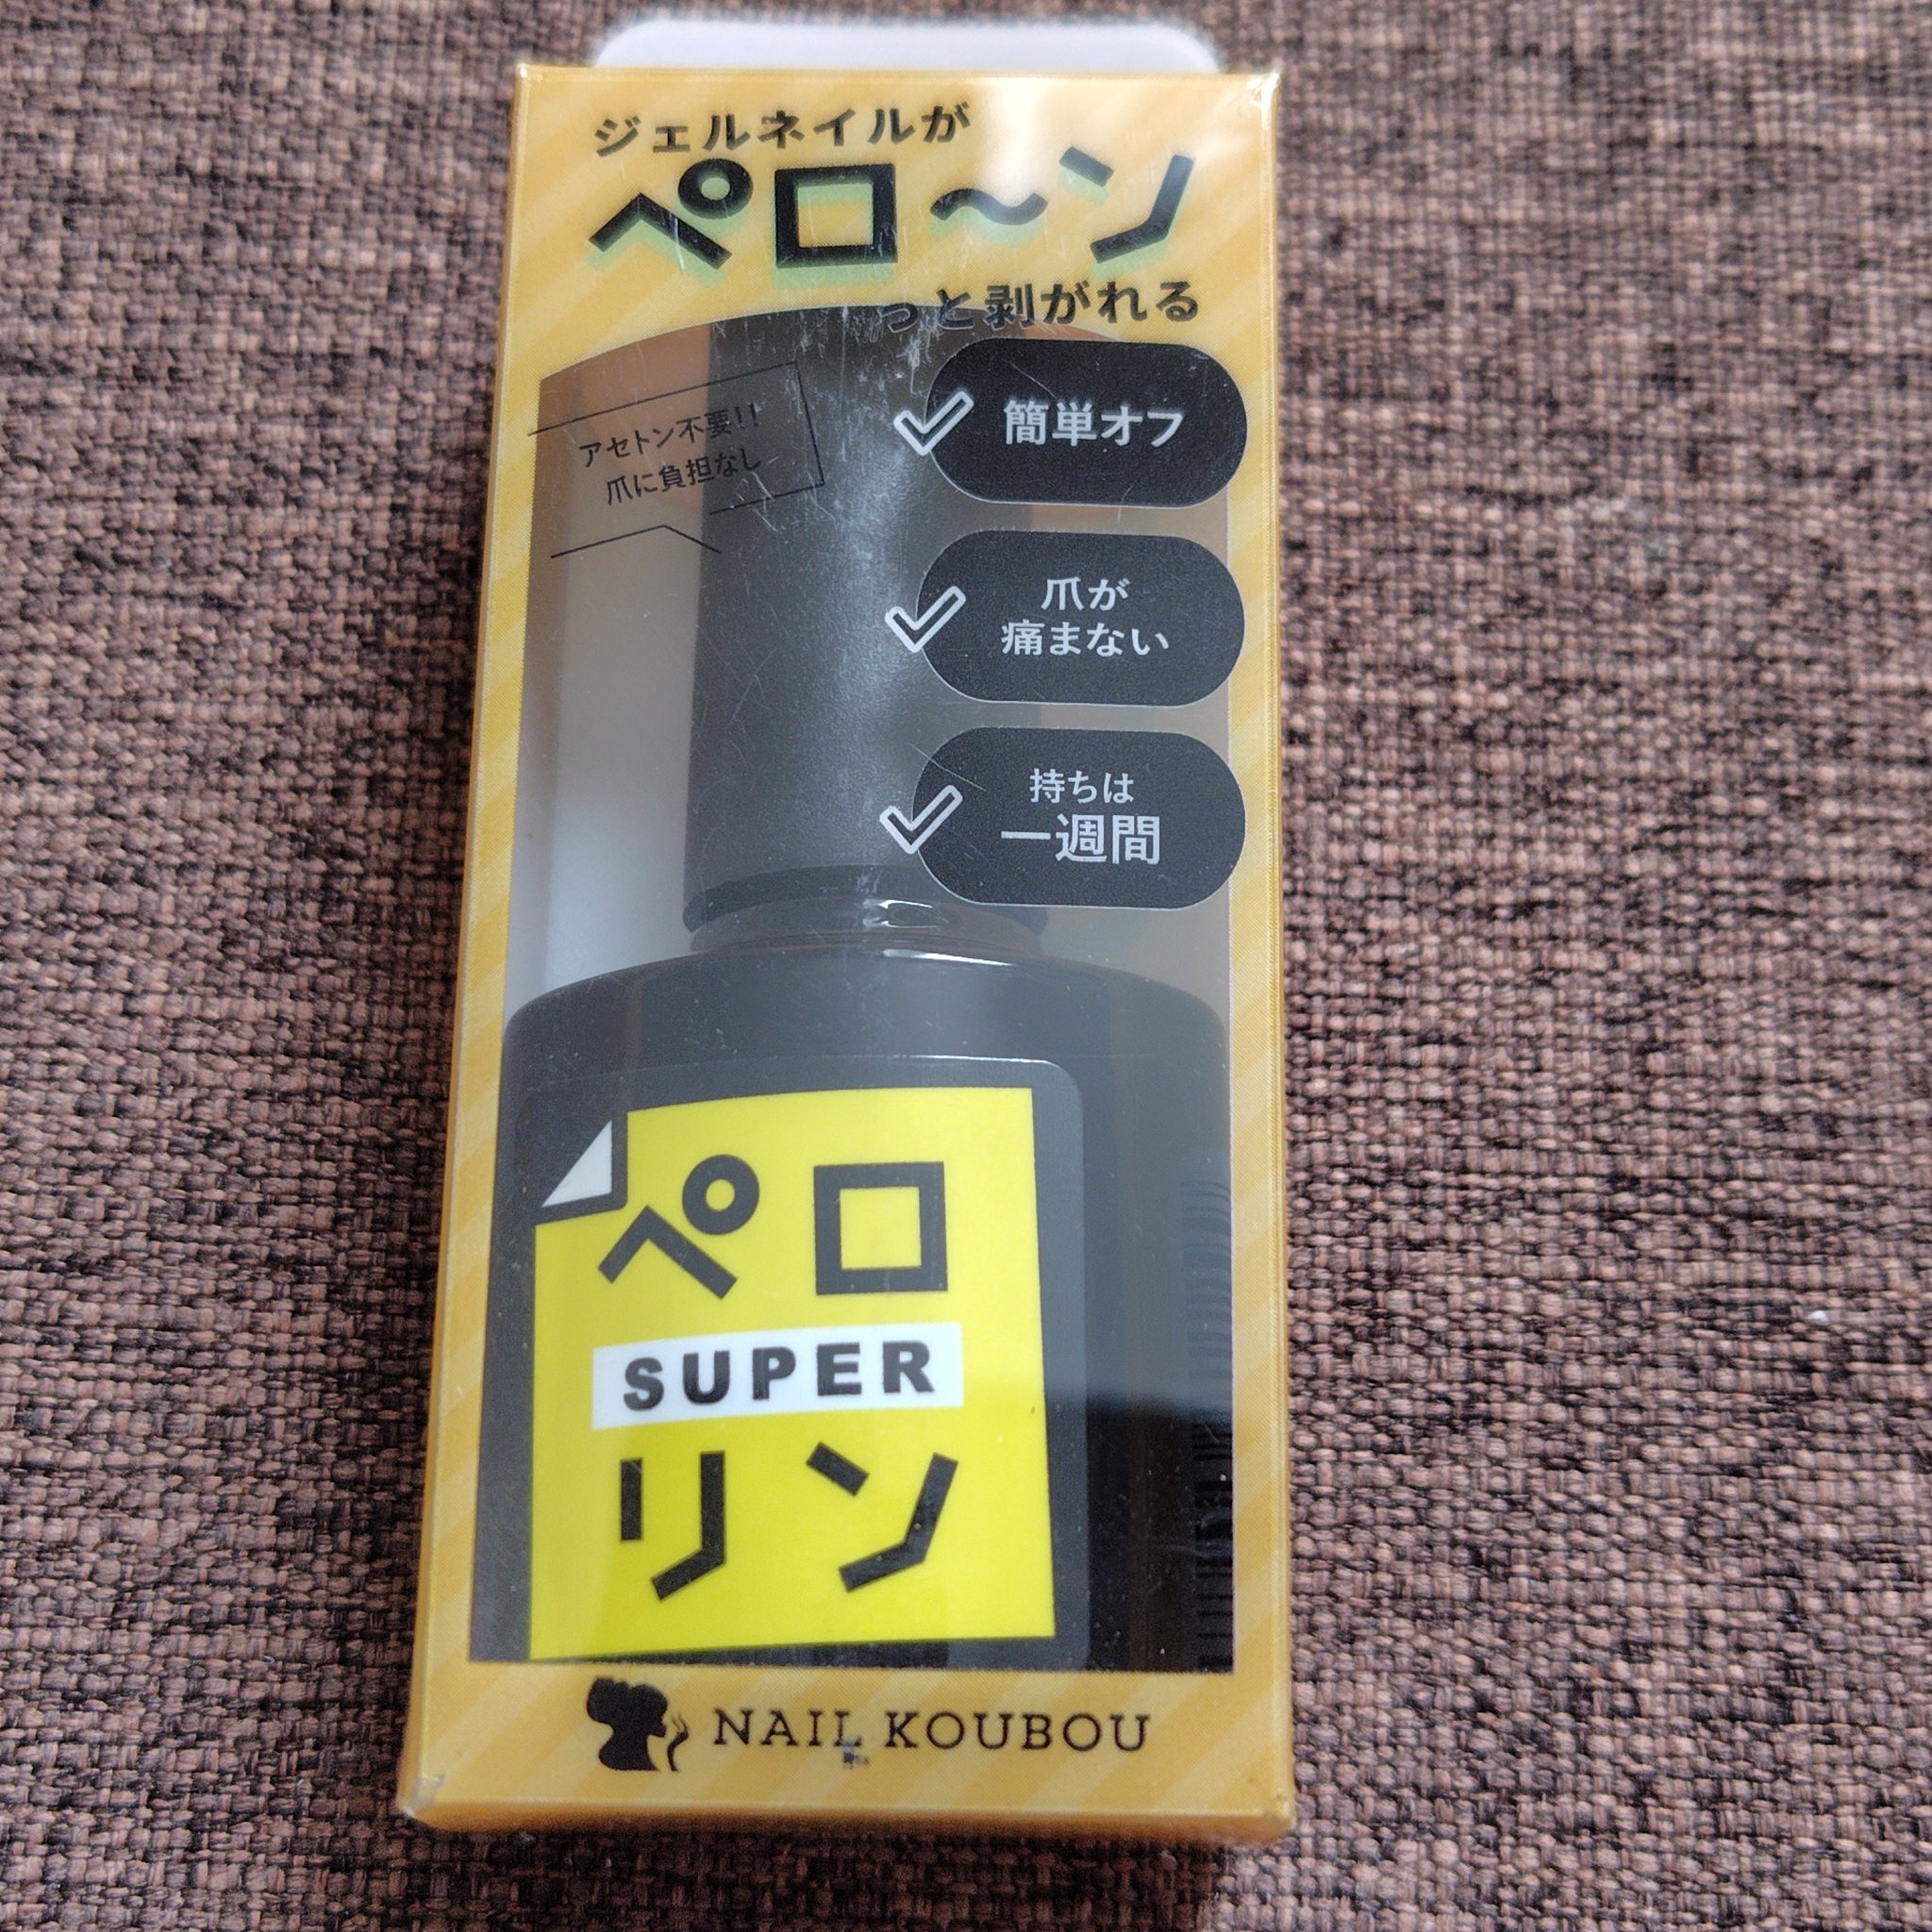 ジェルネイルが
ペロ〜ン
っと剥がれる
アセトン不要!!
爪に負担なし
簡単オフ
爪が
痛まない
持ちは
一週間
ペロ
SUPER
リン
NAIL KOUBOU